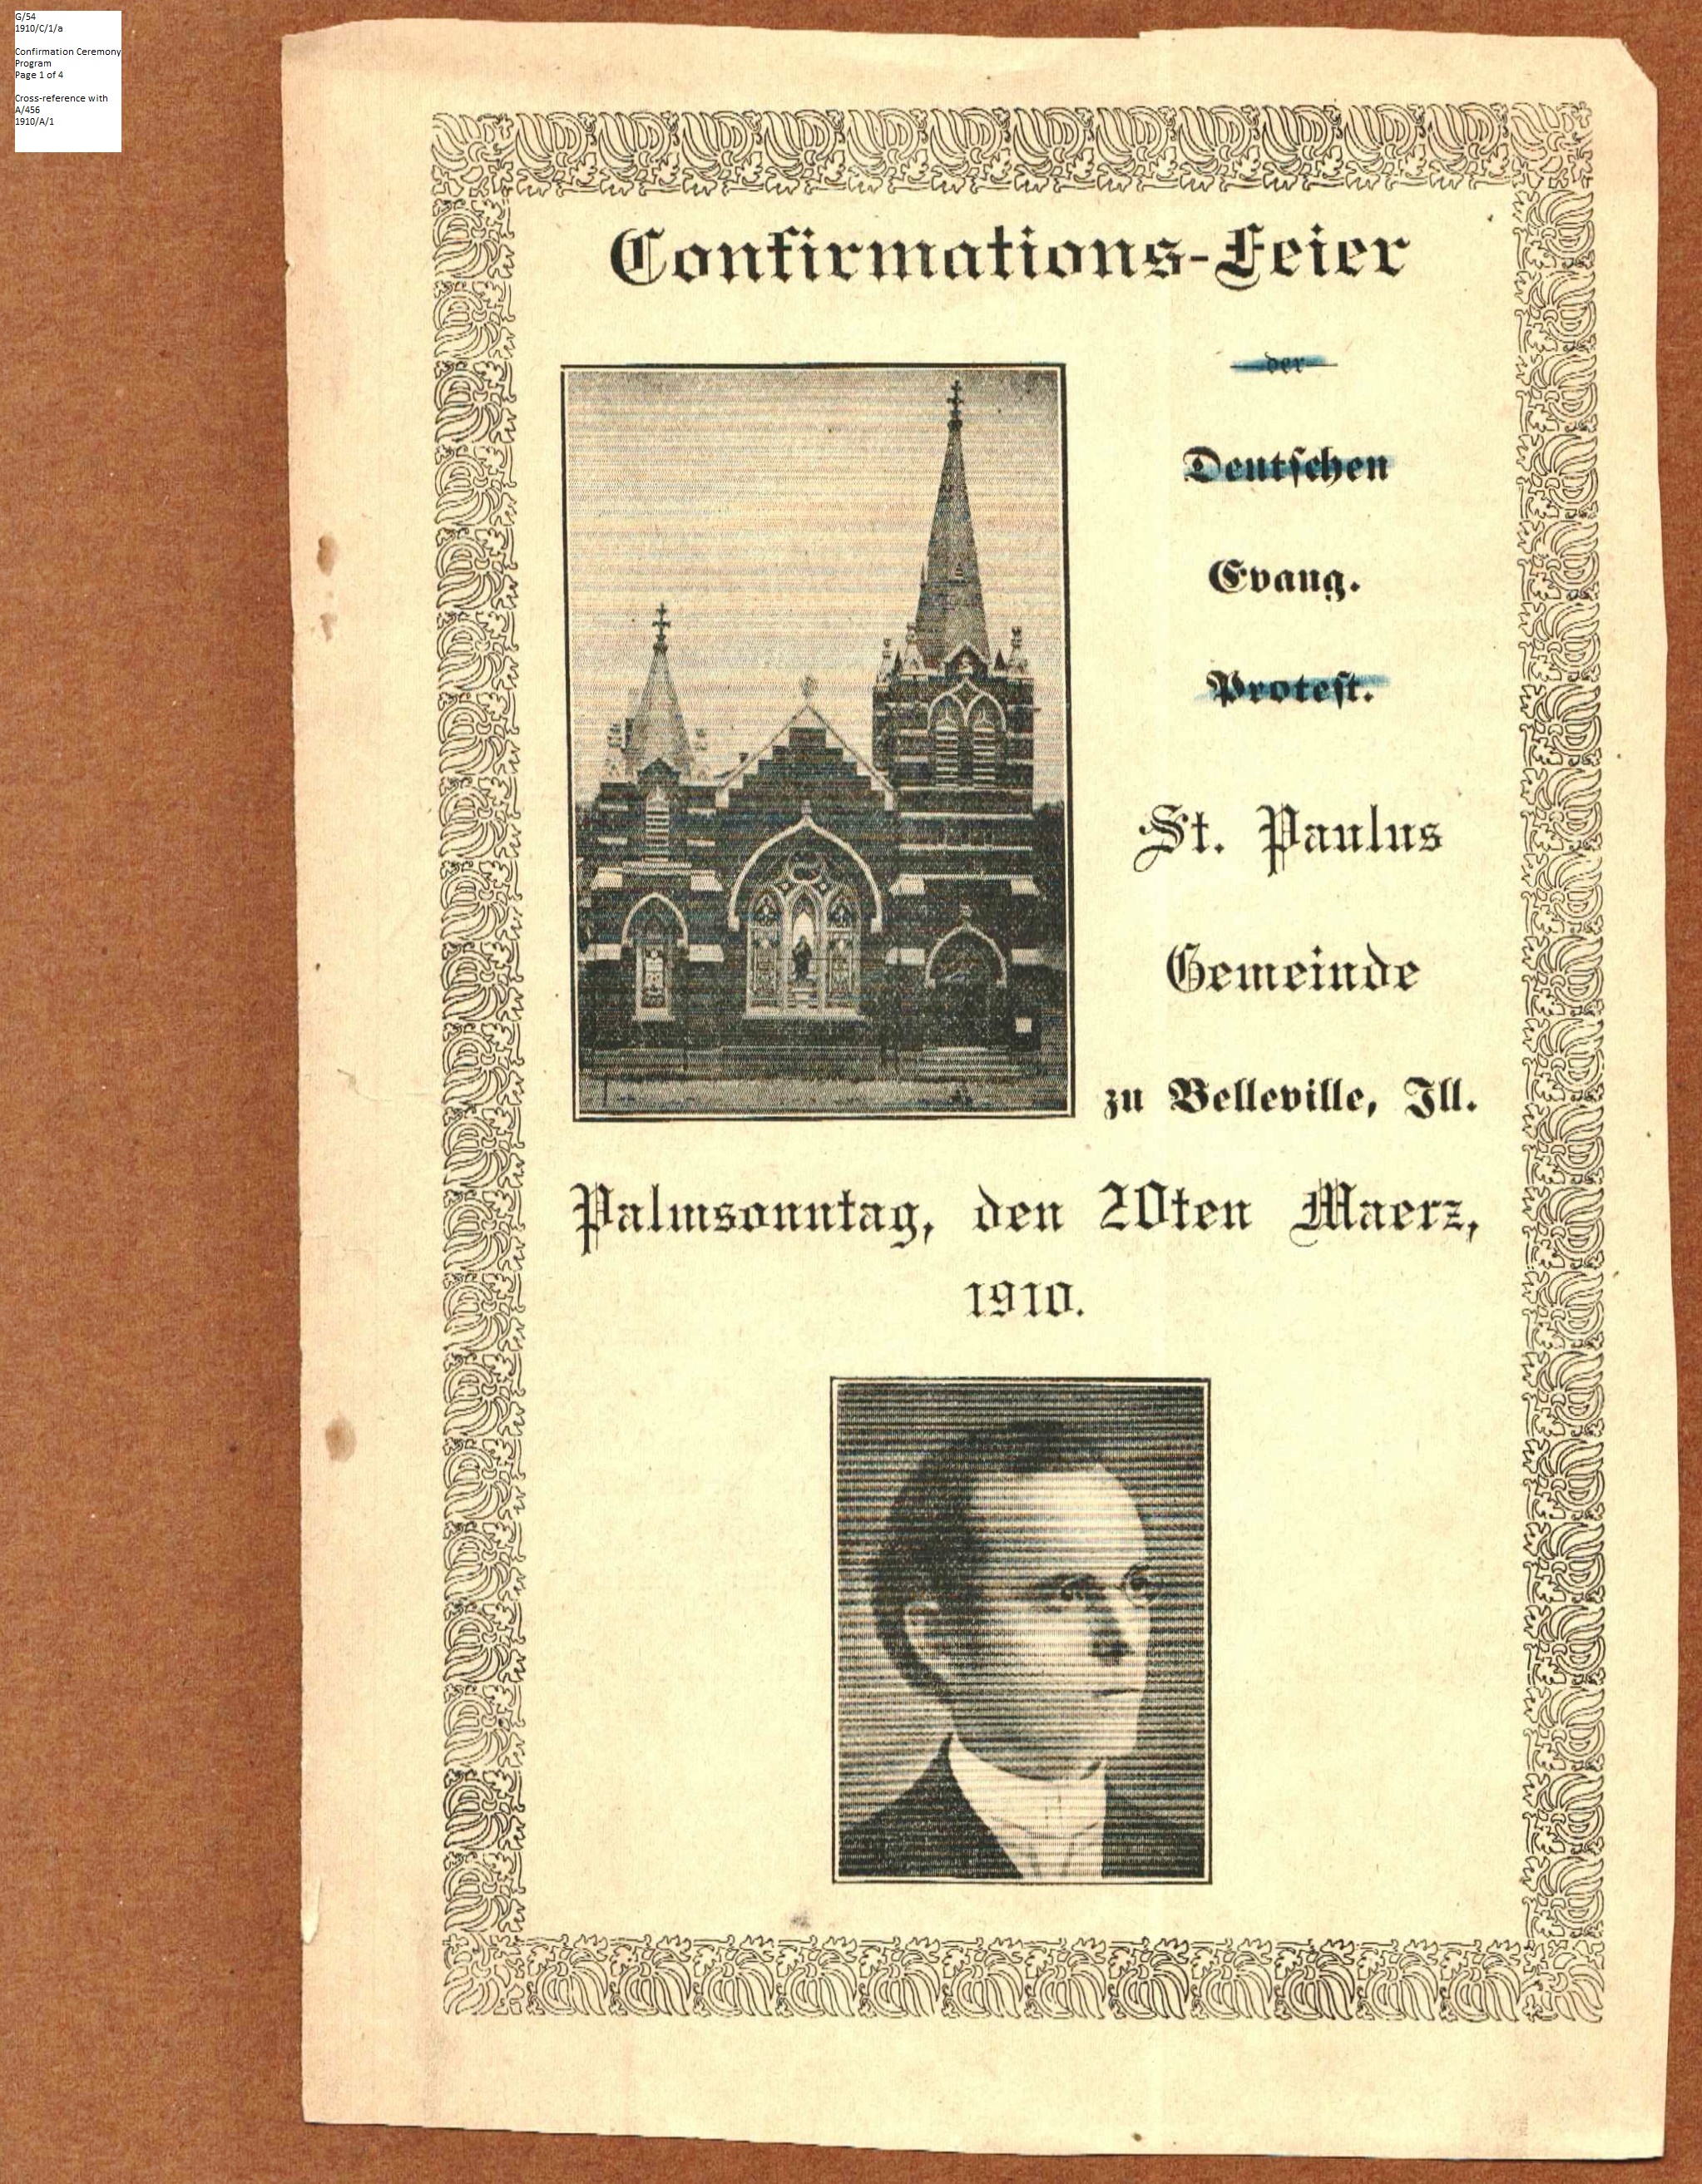 G/54
1910/C/1/a
Confirmation Ceremony
Program
Page 1 of 4
Cross-reference with
A/456
1910/A/1
Confirmations-Feier
der
Deutschen
Evang.
Protest.
St. Paulus
Gemeinde
zu Belleville, Ill.
Palmsonntag, den 20ten Maerz,
1910.